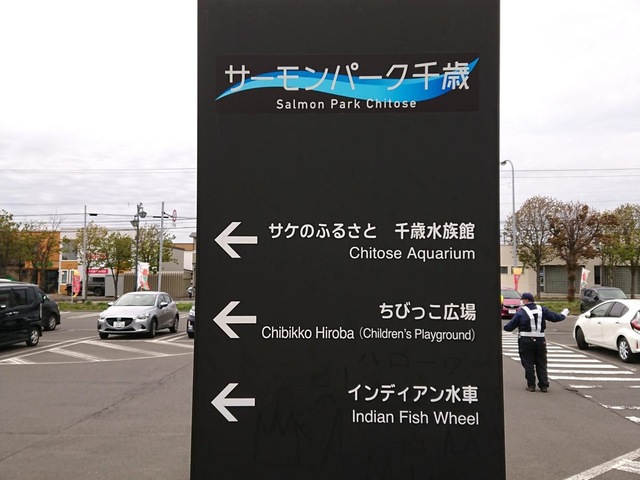 サーモンパーク千歳
Salmon Park Chitose
サケのふるさと　千歳水族館
Chitose Aquarium
ちびっこ広場
Chibikko Hiroba (Children's Playground)
インディアン水車
Indian Fish Wheel